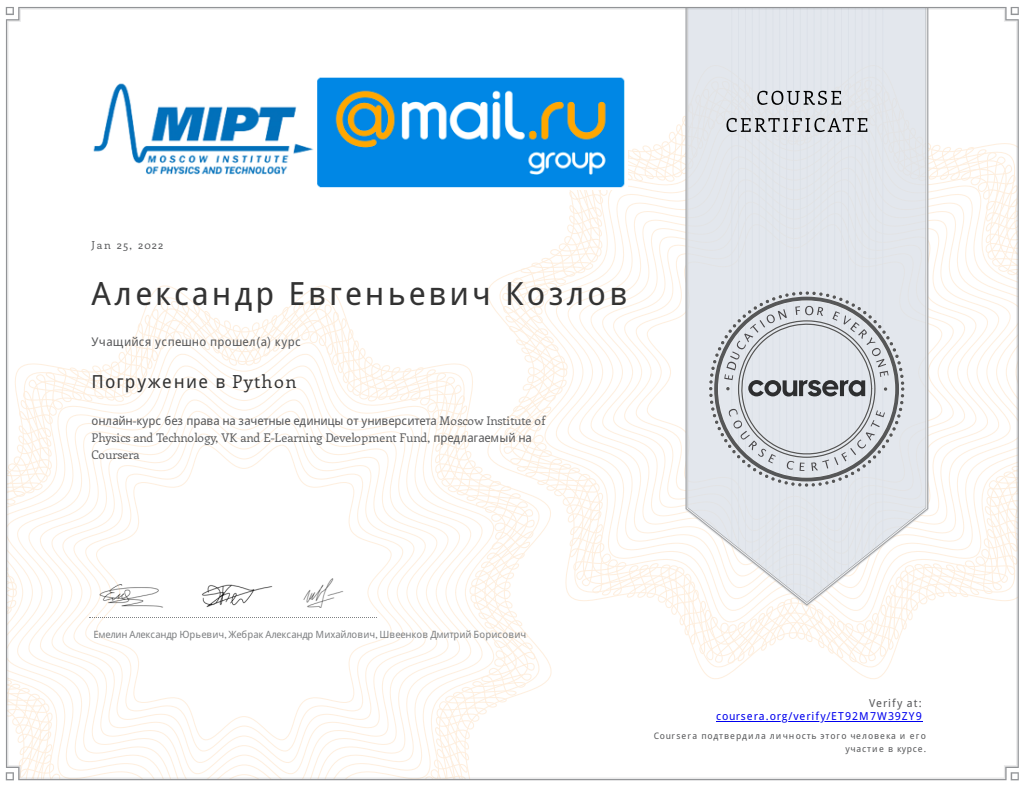 MIPT
MOSCOW INSTITUTE
OF PHYSICS AND TECHNOLOGY
@mail.ru
group
COURSE
CERTIFICATE
Jan 25, 2022
Александр Евгеньевич Козлов
Учащийся успешно прошел(а) курс
Погружение в Python
онлайн-курс без права на зачетные единицы от университета Moscow Institute of
Physics and Technology, VK and E-Learning Development Fund, предлагаемый на
Coursera
EDUCATION FOR EVERYONE
coursera
COURSE CERTIFICATE
Емелин Александр Юрьевич, Жебрак Александр Михайлович, Швеенков Дмитрий Борисович
Verify at:
coursera.org/verify/ET92M7W39ZY9
Coursera подтвердила личность этого человека и его
участие в курсе.